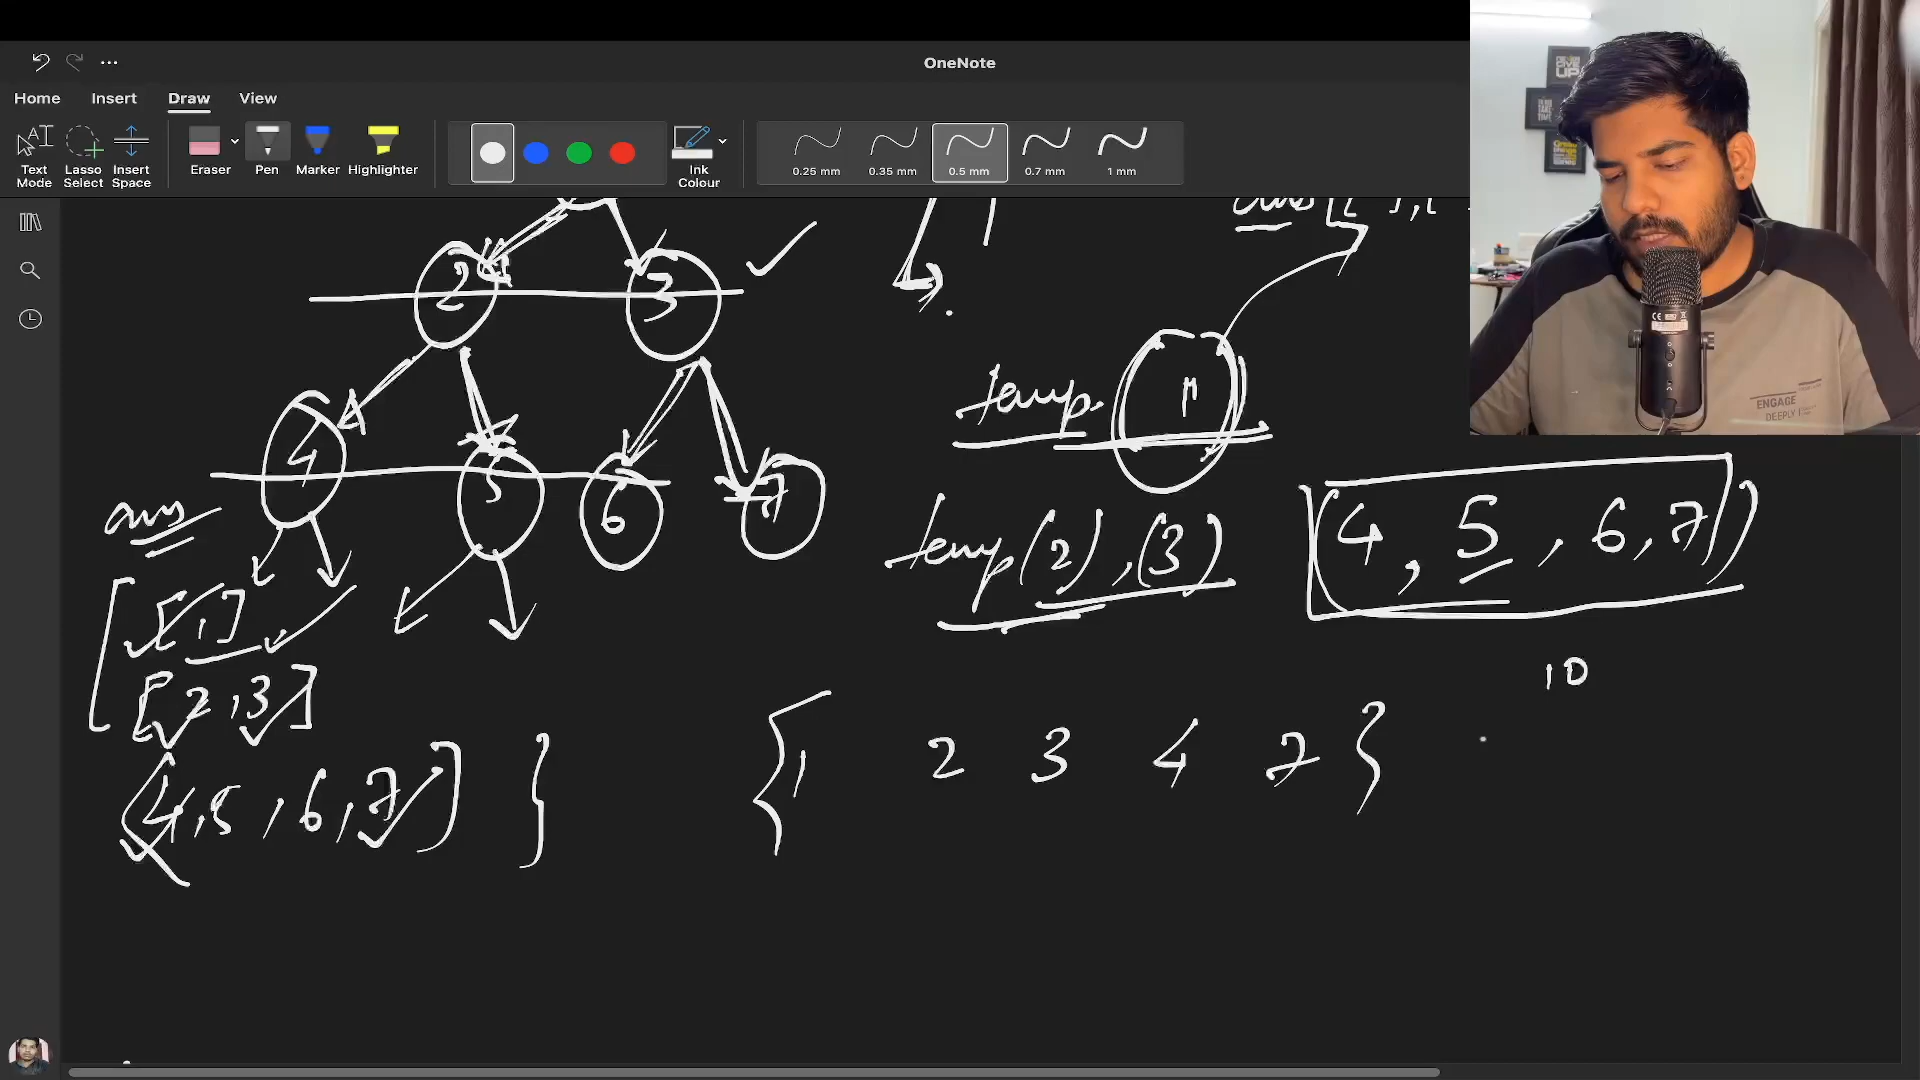 OneNote
Home Insert Draw View
Text Mode
Lasso Select
Insert Space
Eraser
Pen
Marker
Highlighter
Ink Colour
0.25 mm
0.35 mm
0.5 mm
0.7 mm
1 mm
GIVE UP
ENGAGE
DEEPLY
2 3
4 5 6 7
temp.
temp (2), (3)
(4, 5, 6, 7)
ans
[[1]
[2, 3]
[4, 5, 6, 7] }
{ 1 2 3 4 7 }
10